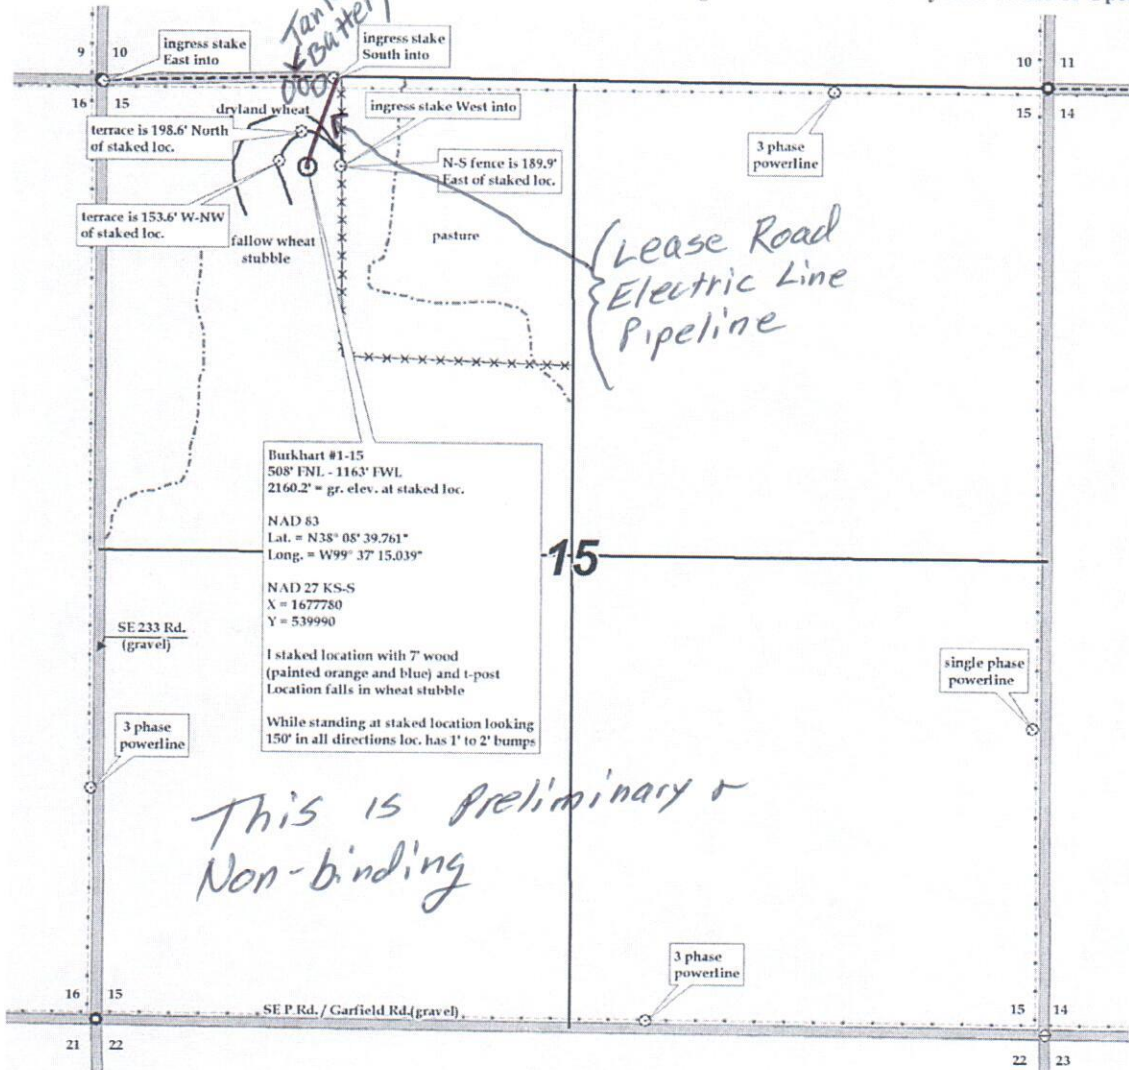 Tank
Battery
9 10
ingress stake
East into
ingress stake
South into
10 11
16 15
15 14
dryland wheat
ingress stake West into
terrace is 198.6' North
of staked loc.
3 phase
powerline
N-S fence is 189.9'
East of staked loc.
terrace is 153.6' W-NW
of staked loc.
fallow wheat
stubble
pasture
Lease Road
Electric Line
Pipeline
Burkhart #1-15
508' FNL - 1163' FWL
2160.2' = gr. elev. at staked loc.
NAD 83
Lat. = N38° 08' 39.761"
Long. = W99° 37' 15.039"
NAD 27 KS-S
X = 1677780
Y = 539990
I staked location with 7' wood
(painted orange and blue) and t-post
Location falls in wheat stubble
While standing at staked location looking
150' in all directions loc. has 1' to 2' bumps
15
SE 233 Rd.
(gravel)
single phase
powerline
3 phase
powerline
This is Preliminary &
Non-binding
3 phase
powerline
16 15
SE P Rd. / Garfield Rd.(gravel)
15 14
21 22
22 23